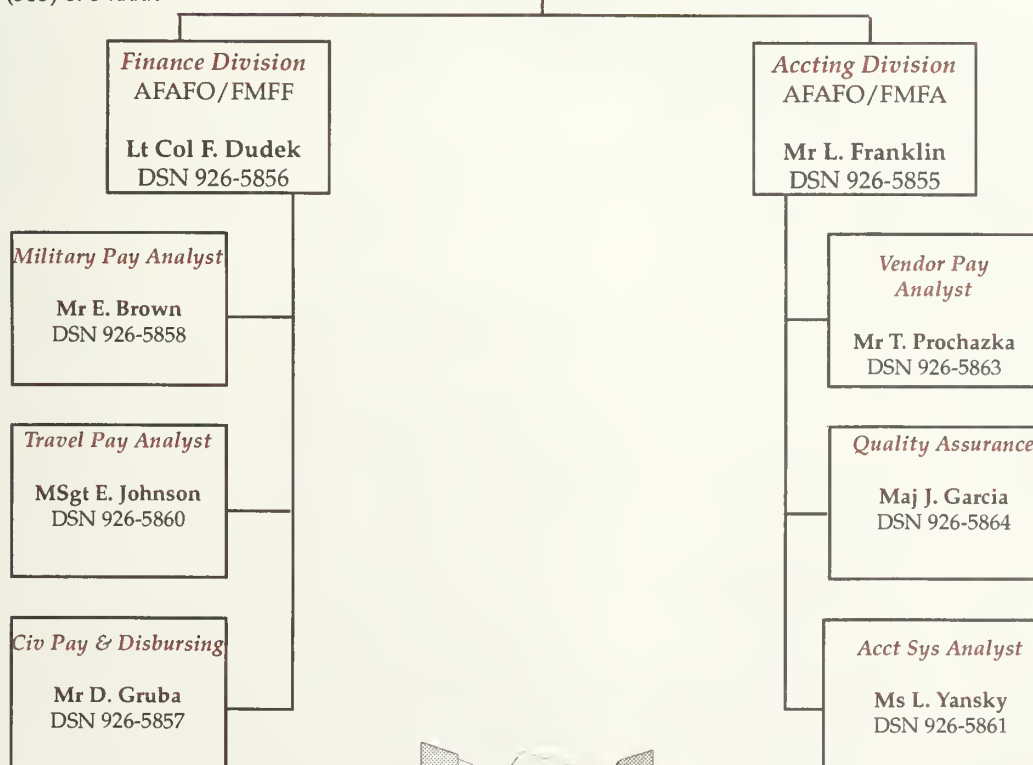 Finance Division
AFAFO/FMFF
Lt Col F. Dudek
DSN 926-5856
Accting Division
AFAFO/FMFA
Mr L. Franklin
DSN 926-5855
Military Pay Analyst
Mr E. Brown
DSN 926-5858
Travel Pay Analyst
MSgt E. Johnson
DSN 926-5860
Civ Pay & Disbursing
Mr D. Gruba
DSN 926-5857
Vendor Pay
Analyst
Mr T. Prochazka
DSN 926-5863
Quality Assurance
Maj J. Garcia
DSN 926-5864
Acct Sys Analyst
Ms L. Yansky
DSN 926-5861